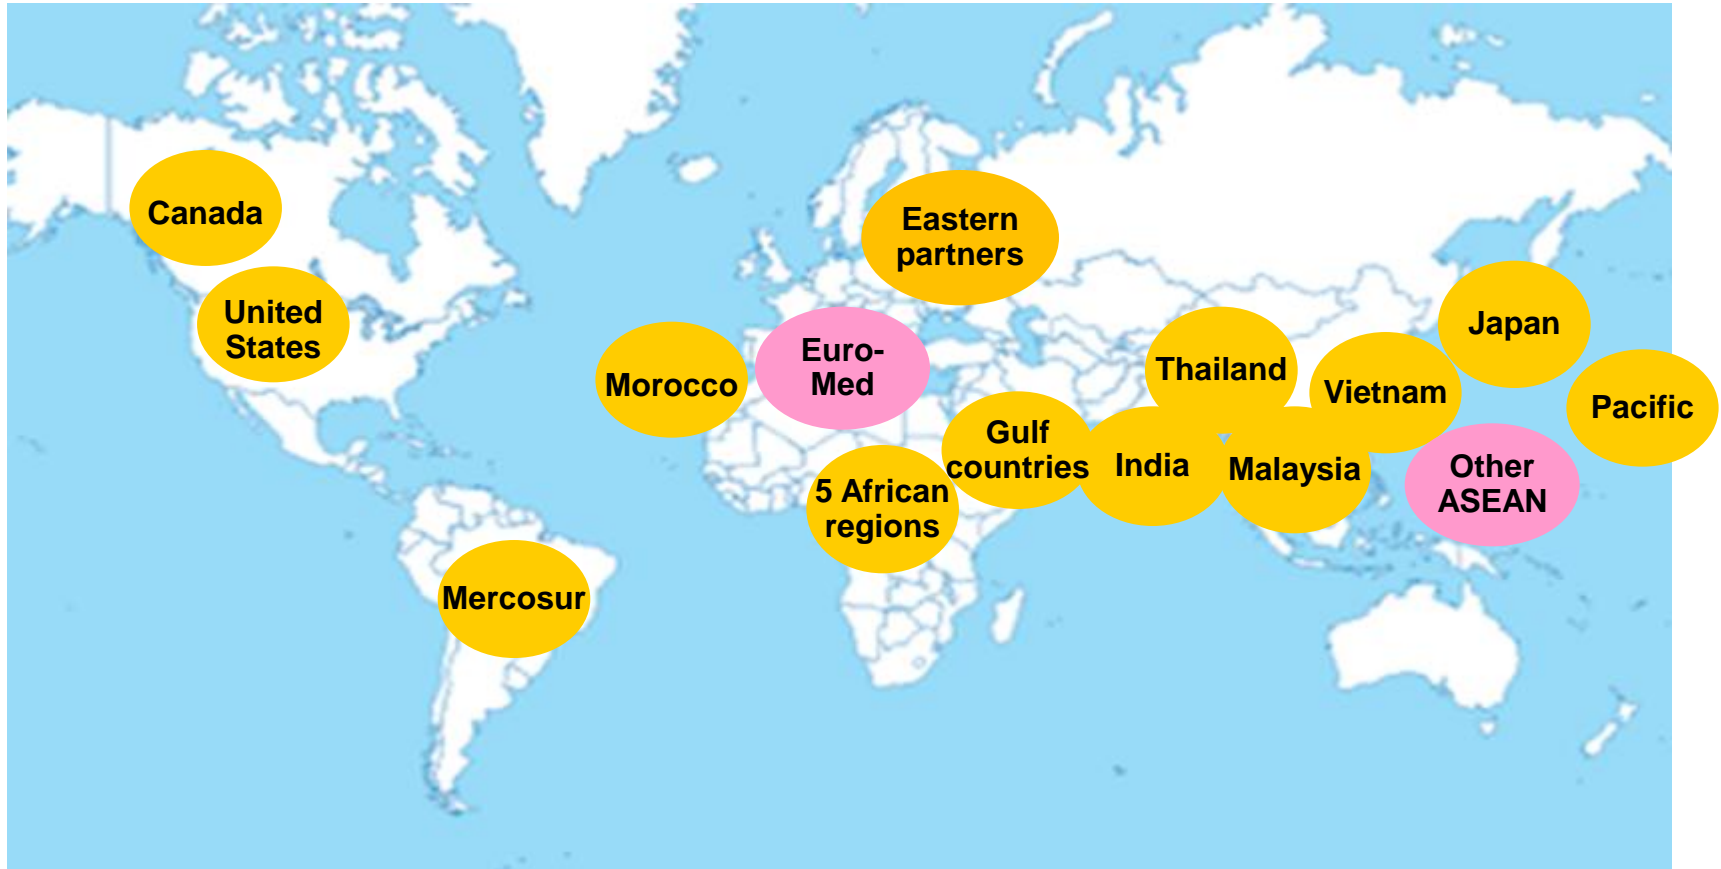 Canada
United
States
Eastern
partners
Morocco
Euro-
Med
Thailand
Vietnam
Japan
Pacific
Gulf
countries
India
Malaysia
Other
ASEAN
5 African
regions
Mercosur